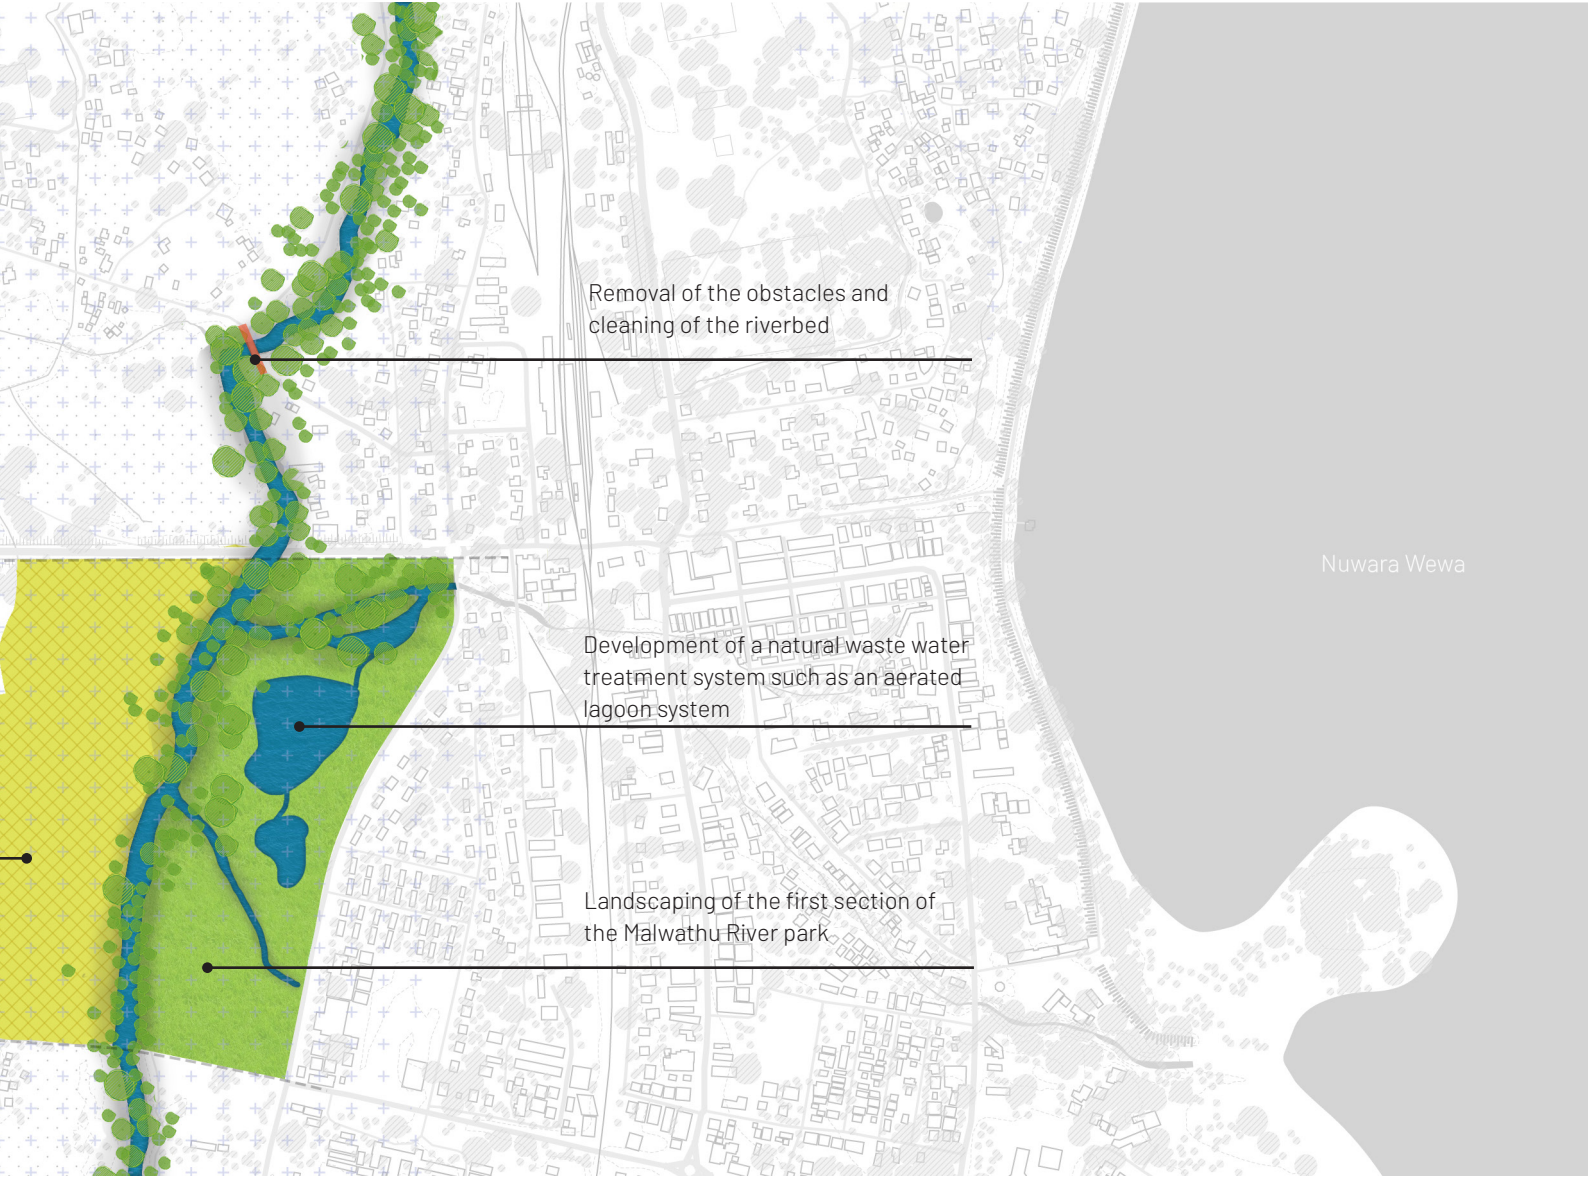 Removal of the obstacles and
cleaning of the riverbed
Nuwara Wewa
Development of a natural waste water
treatment system such as an aerated
lagoon system
Landscaping of the first section of
the Malwathu River park